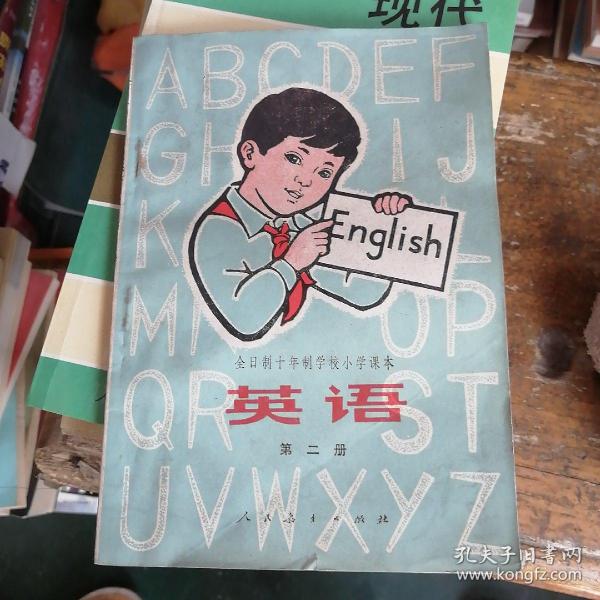 现代
ABCDEF
GH IJ
K L
M OP
QR ST
UVWXYZ
English
全日制十年制学校小学课本
英语
第二册
人民教育出版社
孔夫子旧书网
www.kongfz.com